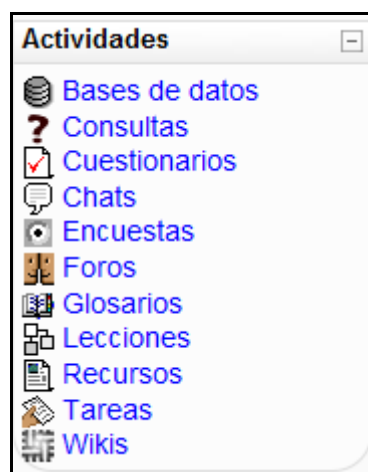 Actividades
Bases de datos
Consultas
Cuestionarios
Chats
Encuestas
Foros
Glosarios
Lecciones
Recursos
Tareas
Wikis